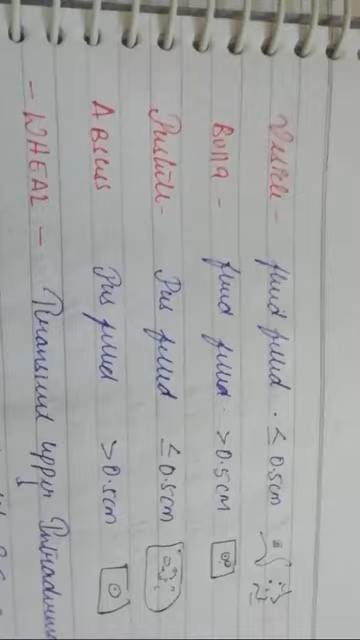 Vesicle - fluid filled . ≤ 0.5cm
Bulla - fluid filled . >0.5cm
Pustule - Pus filled ≤ 0.5cm
Abscess Pus filled >0.5cm
- WHEAL - Transient upper